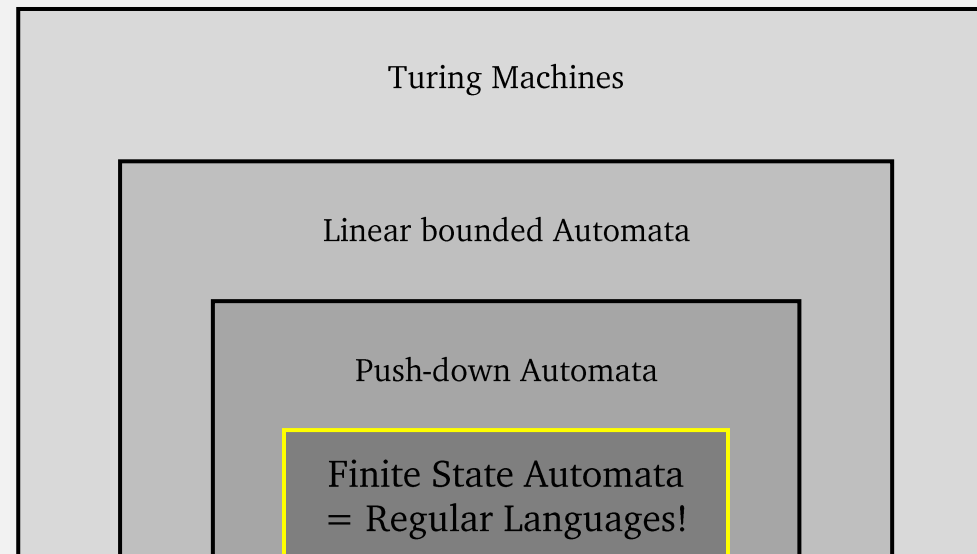 Turing Machines
Linear bounded Automata
Push-down Automata
Finite State Automata
= Regular Languages!